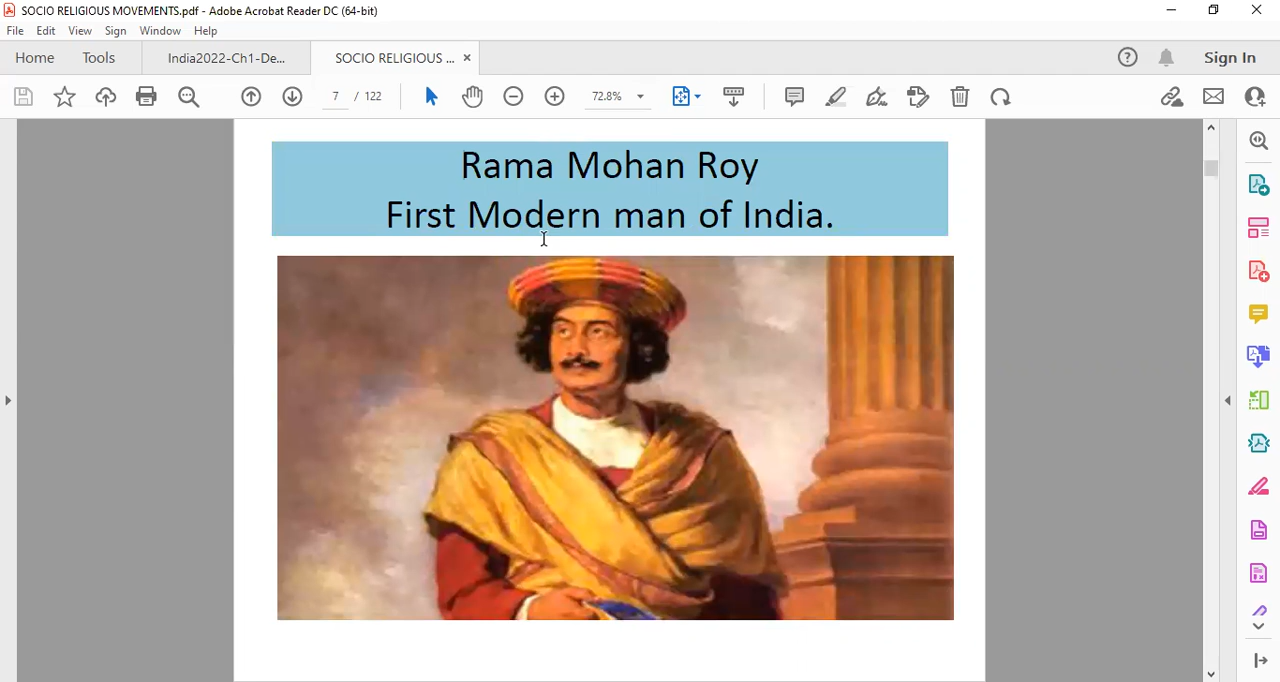 SOCIO RELIGIOUS MOVEMENTS.pdf - Adobe Acrobat Reader DC (64-bit)
File Edit View Sign Window Help
Home Tools India2022-Ch1-De... SOCIO RELIGIOUS ... × Sign In
7 / 122 72.8%
Rama Mohan Roy
First Modern man of India.